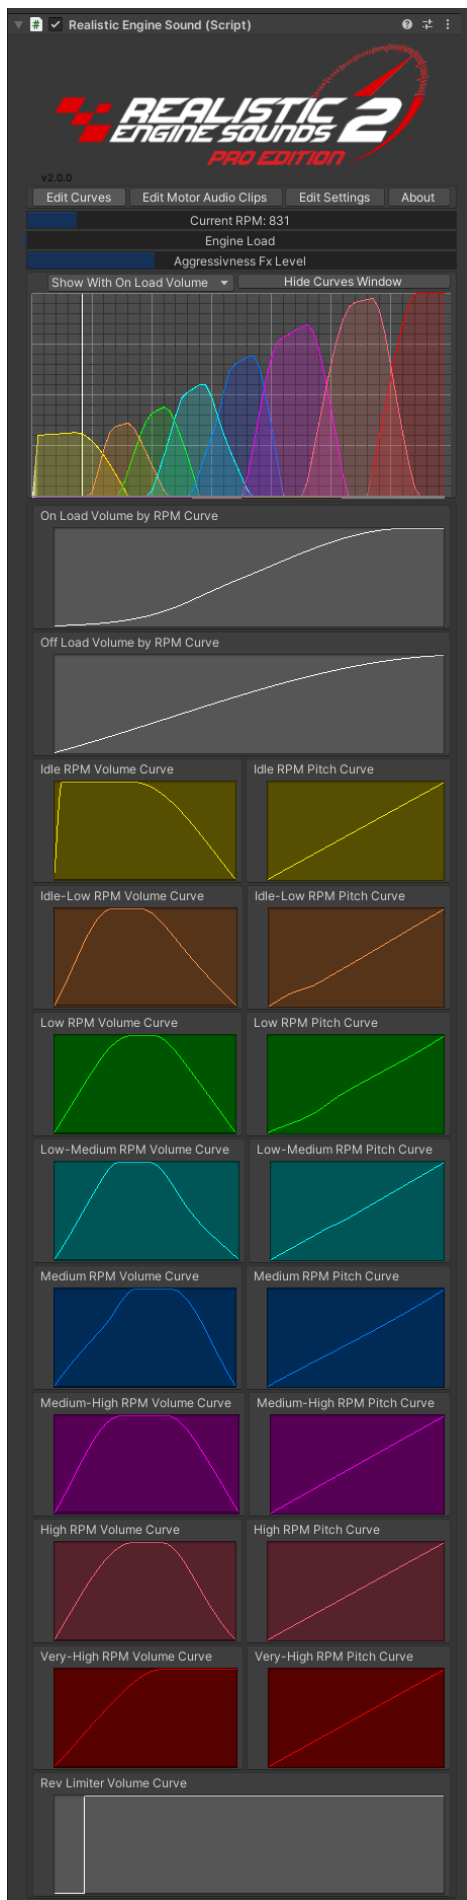 Realistic Engine Sound (Script)
REALISTIC
ENGINE SOUNDS 2
PRO EDITION
v2.0.0
Edit Curves Edit Motor Audio Clips Edit Settings About
Current RPM: 831
Engine Load
Aggressivness Fx Level
Show With On Load Volume Hide Curves Window
On Load Volume by RPM Curve
Off Load Volume by RPM Curve
Idle RPM Volume Curve Idle RPM Pitch Curve
Idle-Low RPM Volume Curve Idle-Low RPM Pitch Curve
Low RPM Volume Curve Low RPM Pitch Curve
Low-Medium RPM Volume Curve Low-Medium RPM Pitch Curve
Medium RPM Volume Curve Medium RPM Pitch Curve
Medium-High RPM Volume Curve Medium-High RPM Pitch Curve
High RPM Volume Curve High RPM Pitch Curve
Very-High RPM Volume Curve Very-High RPM Pitch Curve
Rev Limiter Volume Curve